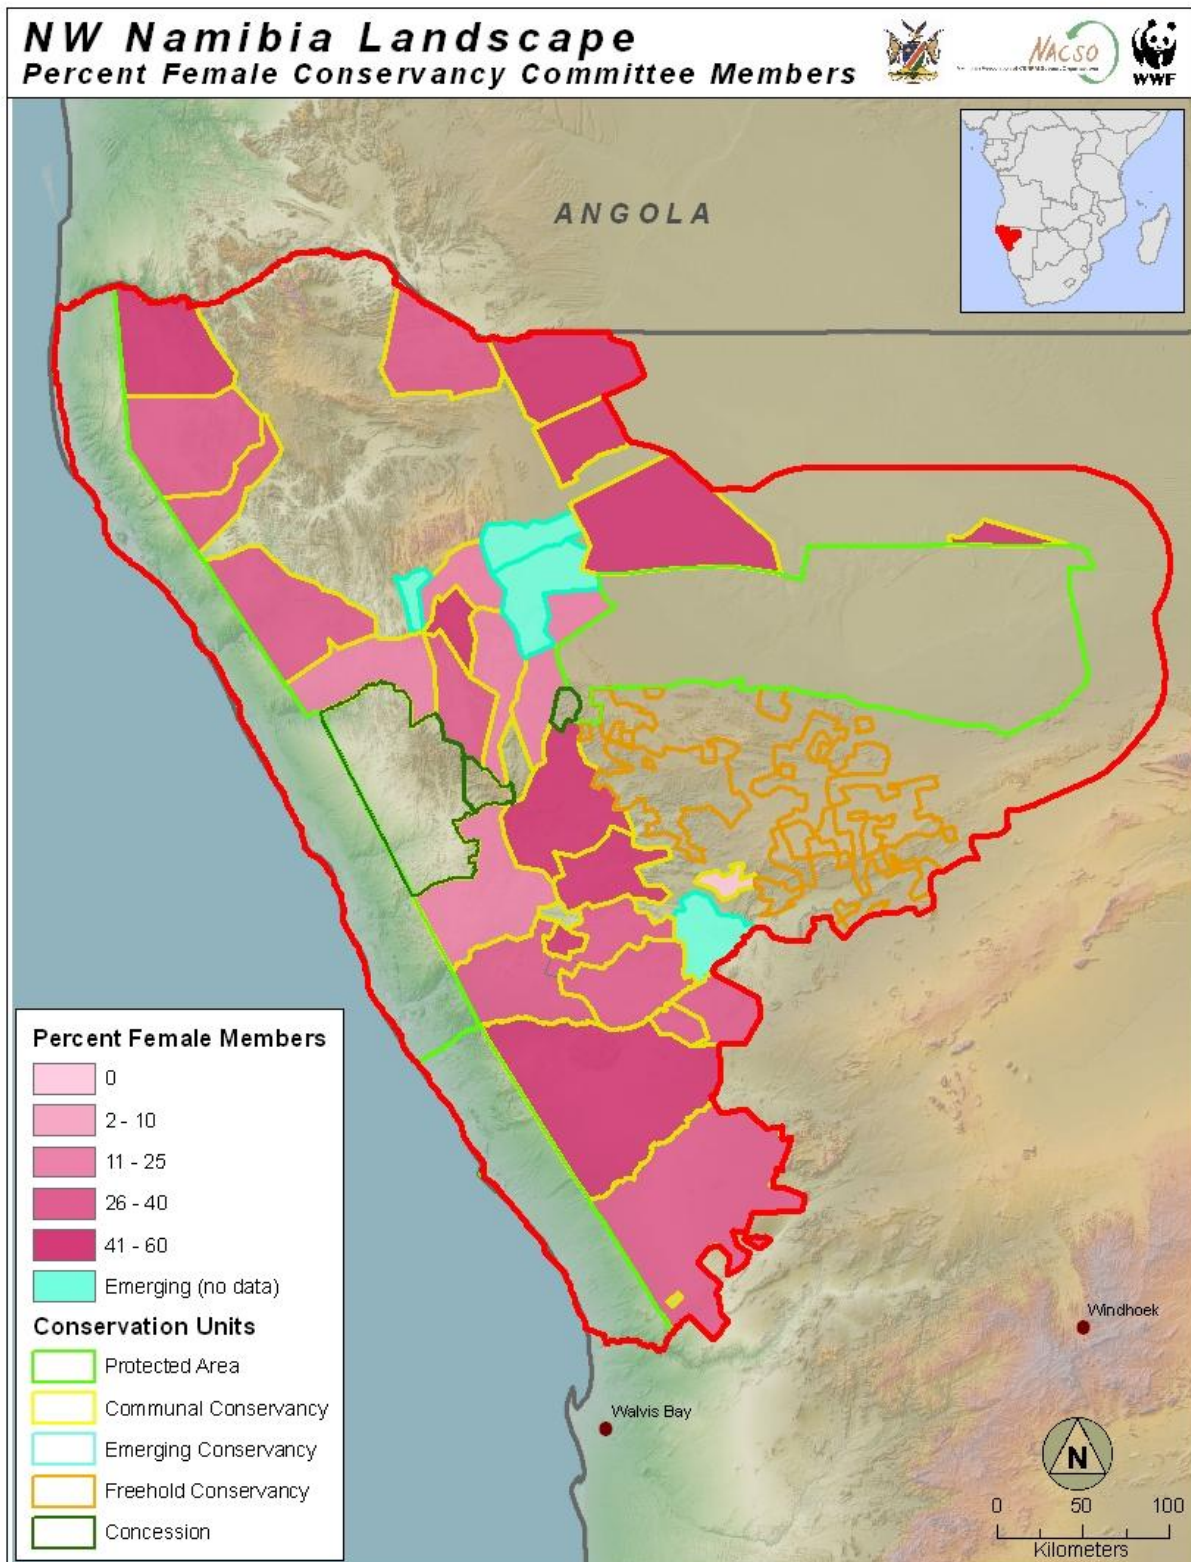 NW Namibia Landscape
Percent Female Conservancy Committee Members
NACSO
WWF
ANGOLA
Percent Female Members
0
2 - 10
11 - 25
26 - 40
41 - 60
Emerging (no data)
Conservation Units
Protected Area
Communal Conservancy
Emerging Conservancy
Freehold Conservancy
Concession
Windhoek
Walvis Bay
N
0 50 100
Kilometers